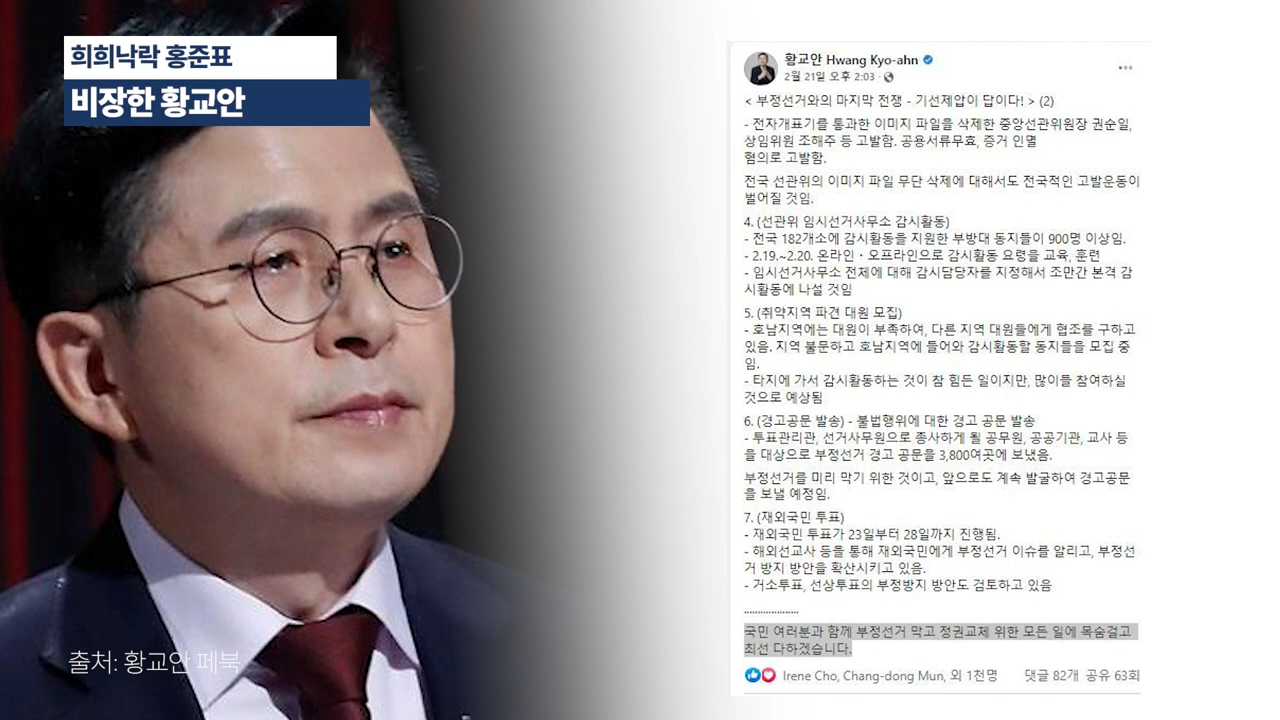 희희낙락 홍준표
비장한 황교안
황교안 Hwang Kyo-ahn
2월 21일 오후 2:03 ·
< 부정선거와의 마지막 전쟁 - 기선제압이 답이다! > (2)
- 전자개표기를 통과한 이미지 파일을 삭제한 중앙선관위원장 권순일,
상임위원 조해주 등 고발함. 공용서류무효, 증거 인멸
혐의로 고발함.
전국 선관위의 이미지 파일 무단 삭제에 대해서도 전국적인 고발운동이
벌어질 것임.
4. (선관위 임시선거사무소 감시활동)
- 전국 182개소에 감시활동을 지원한 부방대 동지들이 900명 이상임.
- 2.19.~2.20. 온라인・오프라인으로 감시활동 요령을 교육, 훈련
- 임시선거사무소 전체에 대해 감시담당자를 지정해서 조만간 본격 감
시활동에 나설 것임
5. (취약지역 파견 대원 모집)
- 호남지역에는 대원이 부족하여, 다른 지역 대원들에게 협조를 구하고
있음. 지역 불문하고 호남지역에 들어와 감시활동할 동지들을 모집 중
임.
- 타지에 가서 감시활동하는 것이 참 힘든 일이지만, 많이들 참여하실
것으로 예상됨
6. (경고공문 발송) - 불법행위에 대한 경고 공문 발송
- 투표관리관, 선거사무원으로 종사하게 될 공무원, 공공기관, 교사 등
을 대상으로 부정선거 경고 공문을 3,800여곳에 보냈음.
부정선거를 미리 막기 위한 것이고, 앞으로도 계속 발굴하여 경고공문
을 보낼 예정임.
7. (재외국민 투표)
- 재외국민 투표가 23일부터 28일까지 진행됨.
- 해외선교사 등을 통해 재외국민에게 부정선거 이슈를 알리고, 부정선
거 방지 방안을 확산시키고 있음.
- 거소투표, 선상투표의 부정방지 방안도 검토하고 있음
....................
국민 여러분과 함께 부정선거 막고 정권교체 위한 모든 일에 목숨걸고
최선 다하겠습니다.
Irene Cho, Chang-dong Mun, 외 1천명 댓글 82개 공유 63회
출처: 황교안 페북